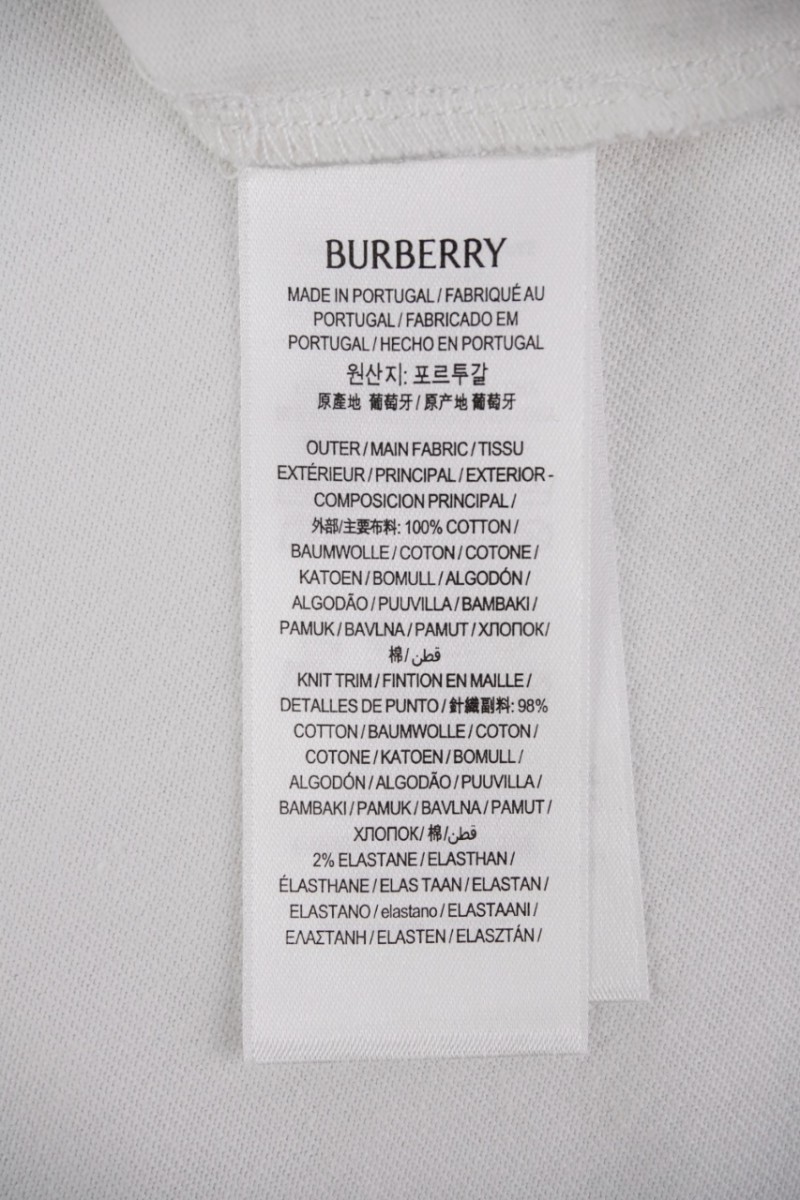 BURBERRY
MADE IN PORTUGAL / FABRIQUÉ AU
PORTUGAL / FABRICADO EM
PORTUGAL / HECHO EN PORTUGAL
원산지: 포르투갈
原產地 葡萄牙 / 原产地 葡萄牙
OUTER / MAIN FABRIC / TISSU
EXTÉRIEUR / PRINCIPAL / EXTERIOR -
COMPOSICION PRINCIPAL /
外部/主要布料: 100% COTTON /
BAUMWOLLE / COTON / COTONE /
KATOEN / BOMULL / ALGODÓN /
ALGODÃO / PUUVILLA / BAMBAKI /
PAMUK / BAVLNA / PAMUT / ХЛОПОК/
棉/ قطن/
KNIT TRIM / FINTION EN MAILLE /
DETALLES DE PUNTO / 針織副料: 98%
COTTON / BAUMWOLLE / COTON /
COTONE / KATOEN / BOMULL /
ALGODÓN / ALGODÃO / PUUVILLA /
BAMBAKI / PAMUK / BAVLNA / PAMUT /
ХЛОПОК/ 棉/قطن/
2% ELASTANE / ELASTHAN /
ÉLASTHANE / ELAS TAAN / ELASTAN /
ELASTANO / elastano / ELASTAANI /
ΕΛΑΣΤΑΝΗ / ELASTEN / ELASZTÁN /